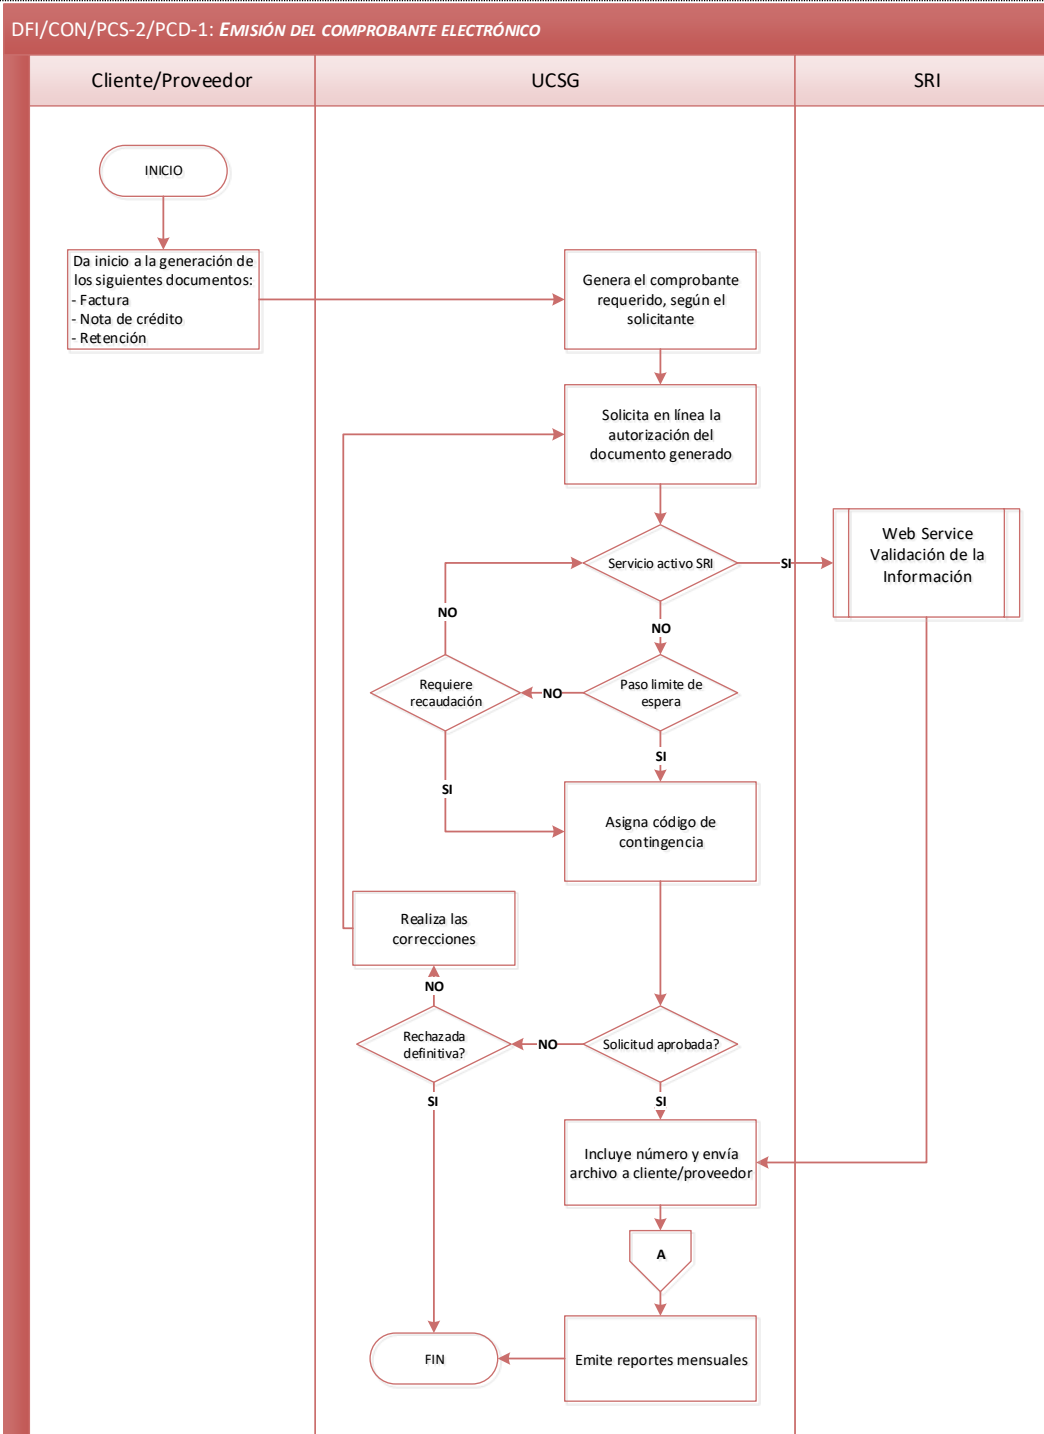 DFI/CON/PCS-2/PCD-1: EMISIÓN DEL COMPROBANTE ELECTRÓNICO
Cliente/Proveedor
UCSG
SRI
INICIO
Da inicio a la generación de
los siguientes documentos:
- Factura
- Nota de crédito
- Retención
Genera el comprobante
requerido, según el
solicitante
Solicita en línea la
autorización del
documento generado
Servicio activo SRI
SI
Web Service
Validación de la
Información
NO
NO
Requiere
recaudación
NO
Paso limite de
espera
SI
SI
Asigna código de
contingencia
Realiza las
correcciones
NO
Rechazada
definitiva?
NO
Solicitud aprobada?
SI
SI
Incluye número y envía
archivo a cliente/proveedor
A
Emite reportes mensuales
FIN